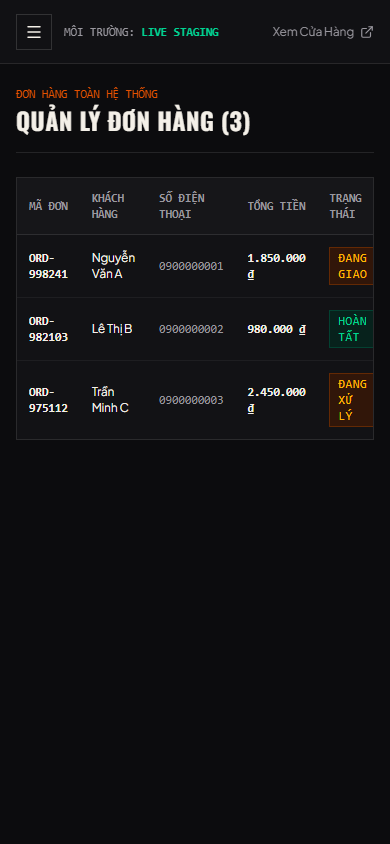 MÔI TRƯỜNG: LIVE STAGING
Xem Cửa Hàng
ĐƠN HÀNG TOÀN HỆ THỐNG
QUẢN LÝ ĐƠN HÀNG (3)
MÃ ĐƠN
KHÁCH HÀNG
SỐ ĐIỆN THOẠI
TỔNG TIỀN
TRẠNG THÁI
ORD-998241
Nguyễn Văn A
0900000001
1.850.000 ₫
ĐANG GIAO
ORD-982103
Lê Thị B
0900000002
980.000 ₫
HOÀN TẤT
ORD-975112
Trần Minh C
0900000003
2.450.000 ₫
ĐANG XỬ LÝ